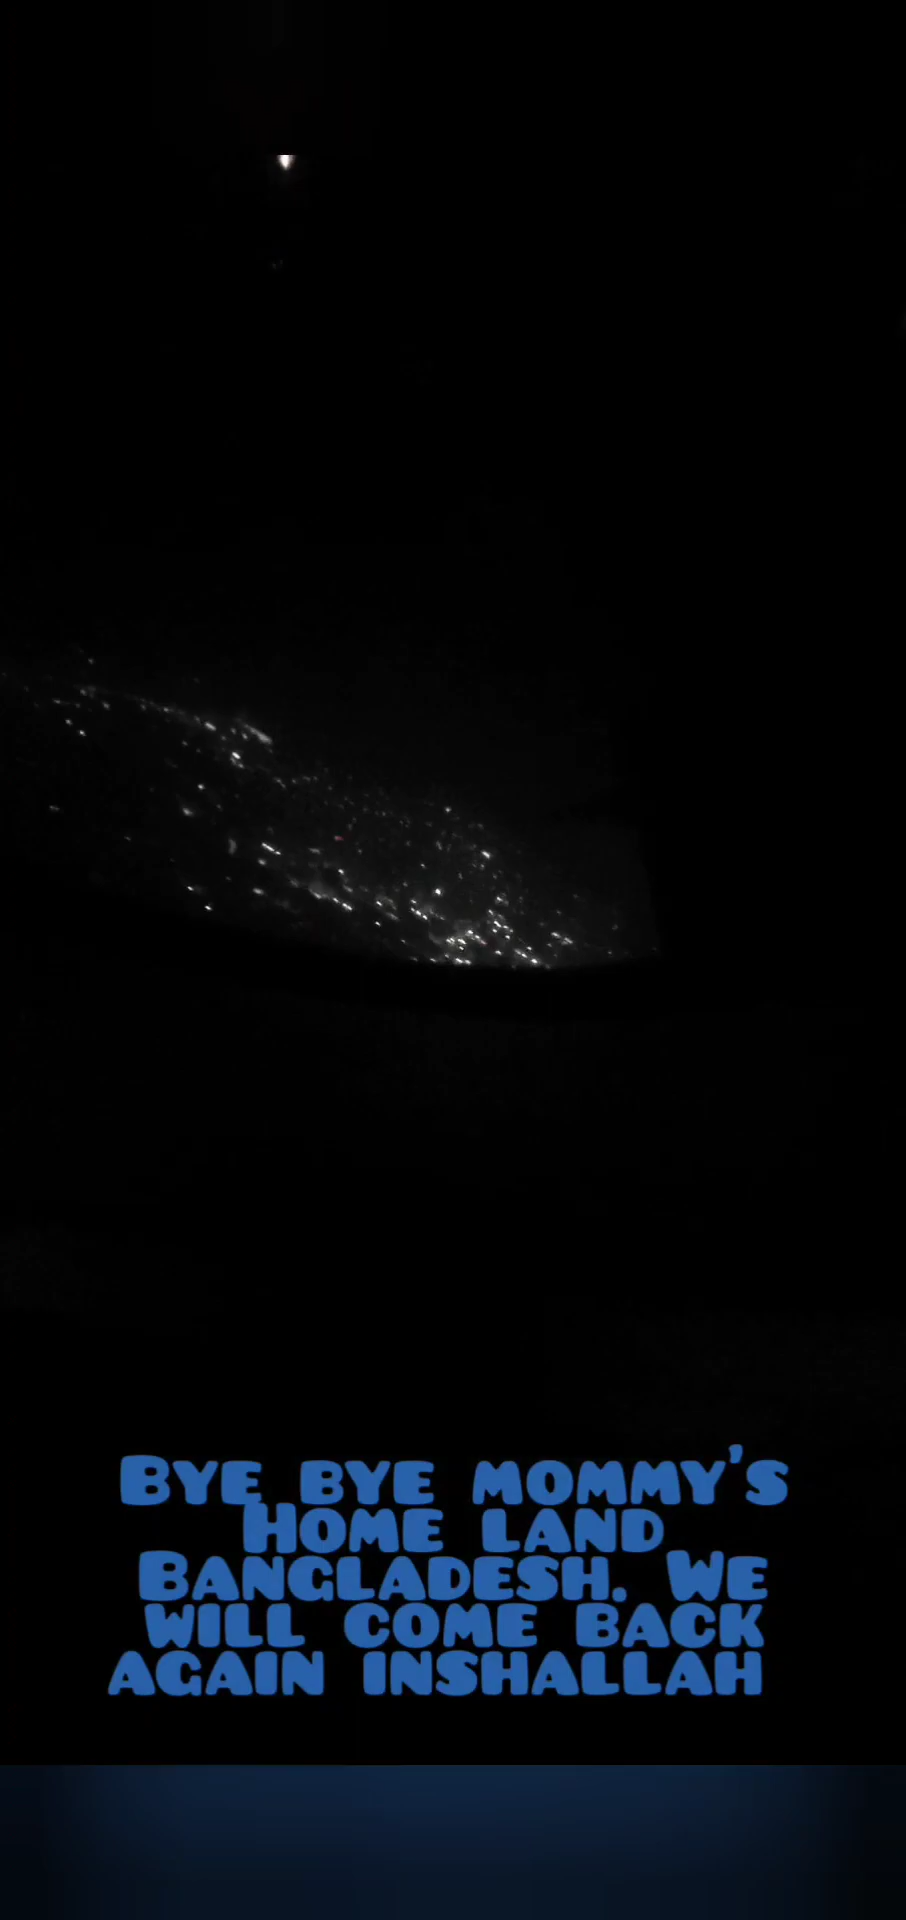 Bye bye mommy's
Home land
Bangladesh. We
will come back
again inshallah